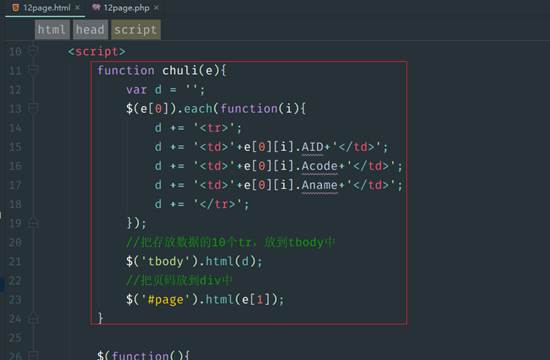 12page.html × 12page.php ×
html head script
10 <script>
11 function chuli(e){
12 var d = '';
13 $(e[0]).each(function(i){
14 d += '<tr>';
15 d += '<td>'+e[0][i].AID+'</td>';
16 d += '<td>'+e[0][i].Acode+'</td>';
17 d += '<td>'+e[0][i].Aname+'</td>';
18 d += '</tr>';
19 });
20 //把存放数据的10个tr，放到tbody中
21 $('tbody').html(d);
22 //把页码放到div中
23 $('#page').html(e[1]);
24 }
25
26 $(function(){